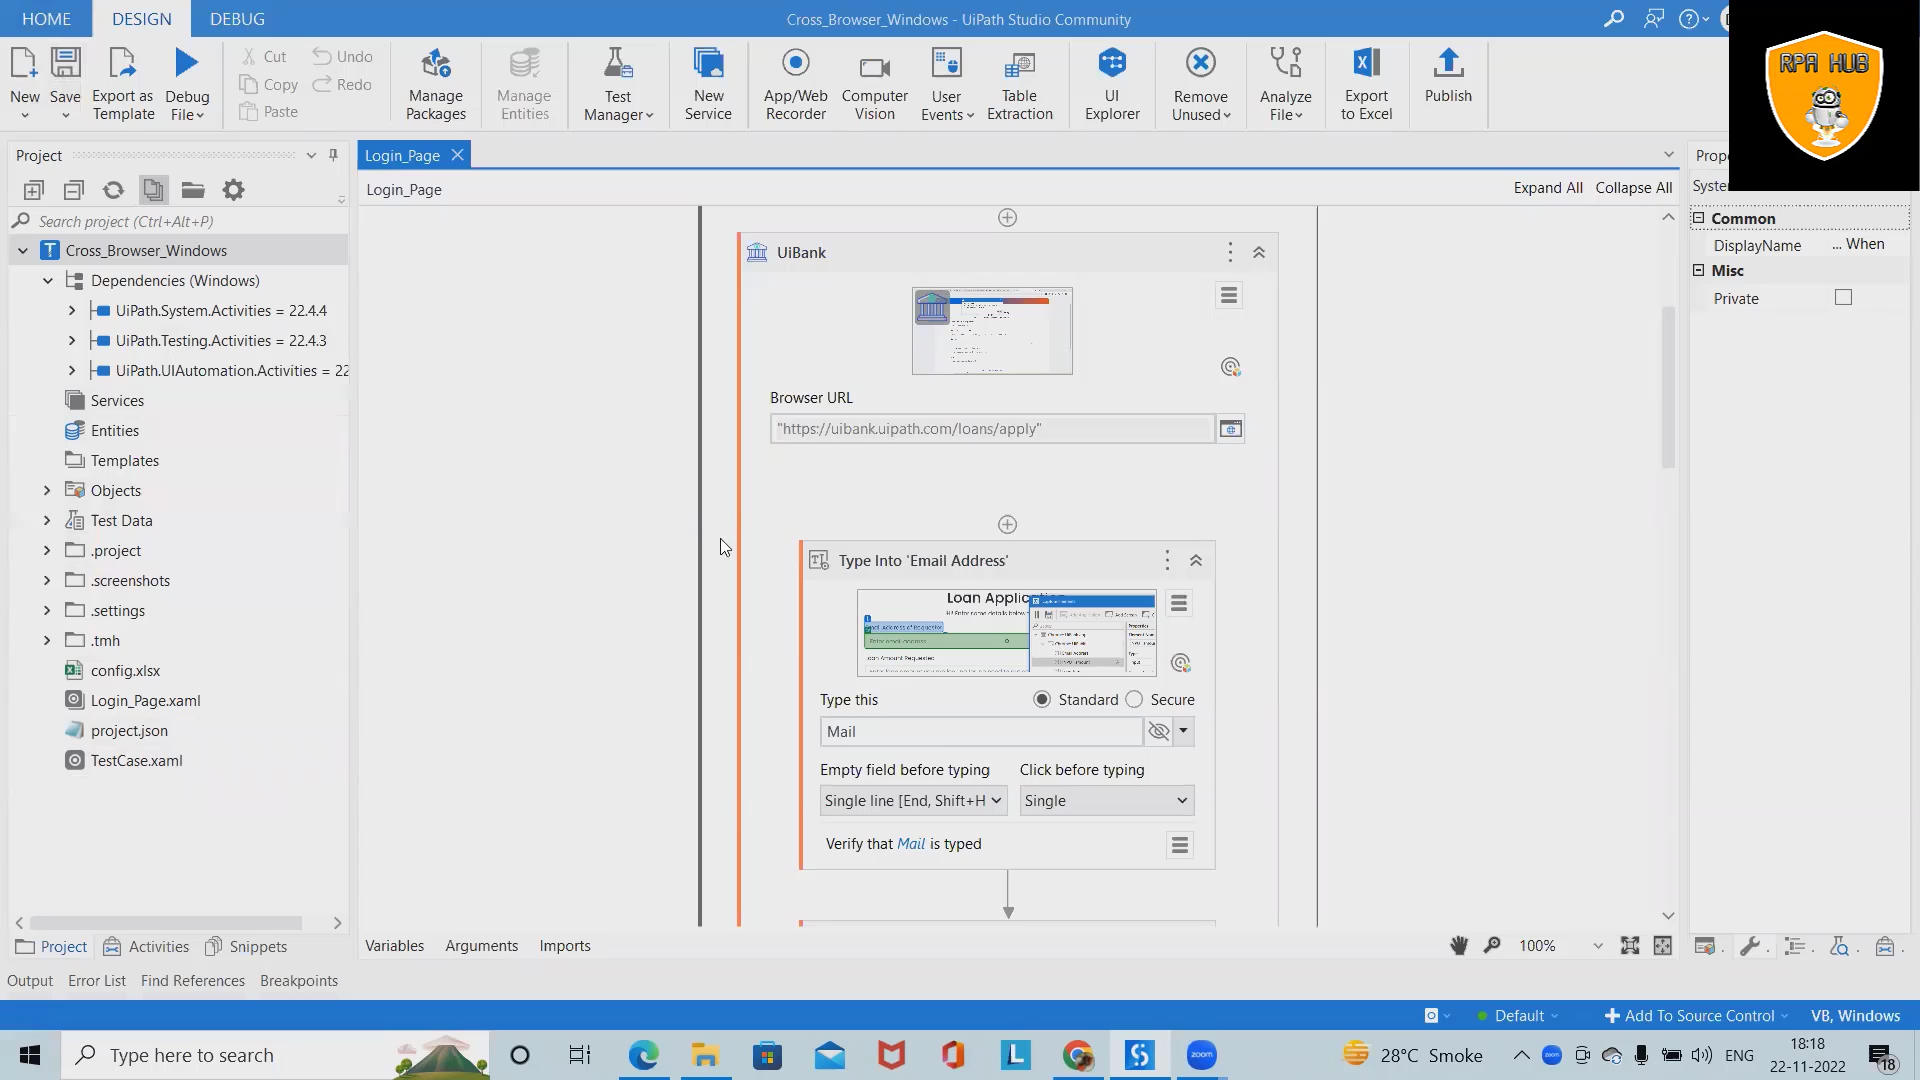 HOME DESIGN DEBUG
Cross_Browser_Windows - UiPath Studio Community
RPA HUB
New
Save
Export as Template
Debug File
Cut
Copy
Paste
Undo
Redo
Manage Packages
Manage Entities
Test Manager
New Service
App/Web Recorder
Computer Vision
User Events
Table Extraction
UI Explorer
Remove Unused
Analyze File
Export to Excel
Publish
Project
Search project (Ctrl+Alt+P)
Cross_Browser_Windows
Dependencies (Windows)
UiPath.System.Activities = 22.4.4
UiPath.Testing.Activities = 22.4.3
UiPath.UIAutomation.Activities = 22
Services
Entities
Templates
Objects
Test Data
.project
.screenshots
.settings
.tmh
config.xlsx
Login_Page.xaml
project.json
TestCase.xaml
Project Activities Snippets
Login_Page
Login_Page
Expand All Collapse All
UiBank
Browser URL
"https://uibank.uipath.com/loans/apply"
Type Into 'Email Address'
Loan Applic
Type this
Standard Secure
Mail
Empty field before typing Click before typing
Single line [End, Shift+H Single
Verify that Mail is typed
Variables Arguments Imports
100%
Prope
Syste
Common
DisplayName ... When
Misc
Private
Output Error List Find References Breakpoints
Default Add To Source Control VB, Windows
Type here to search
zoom
28°C Smoke
zoom
ENG
18:18
22-11-2022
18